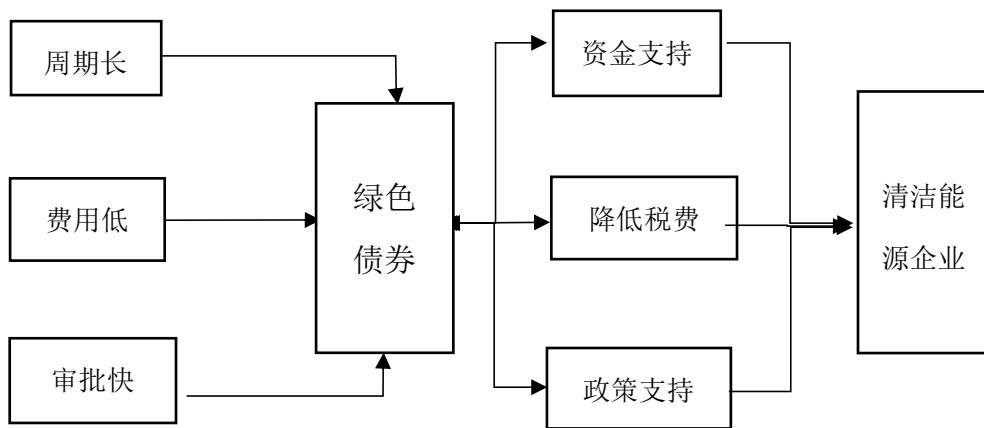 周期长
费用低
审批快
绿色
债券
资金支持
降低税费
政策支持
清洁能
源企业